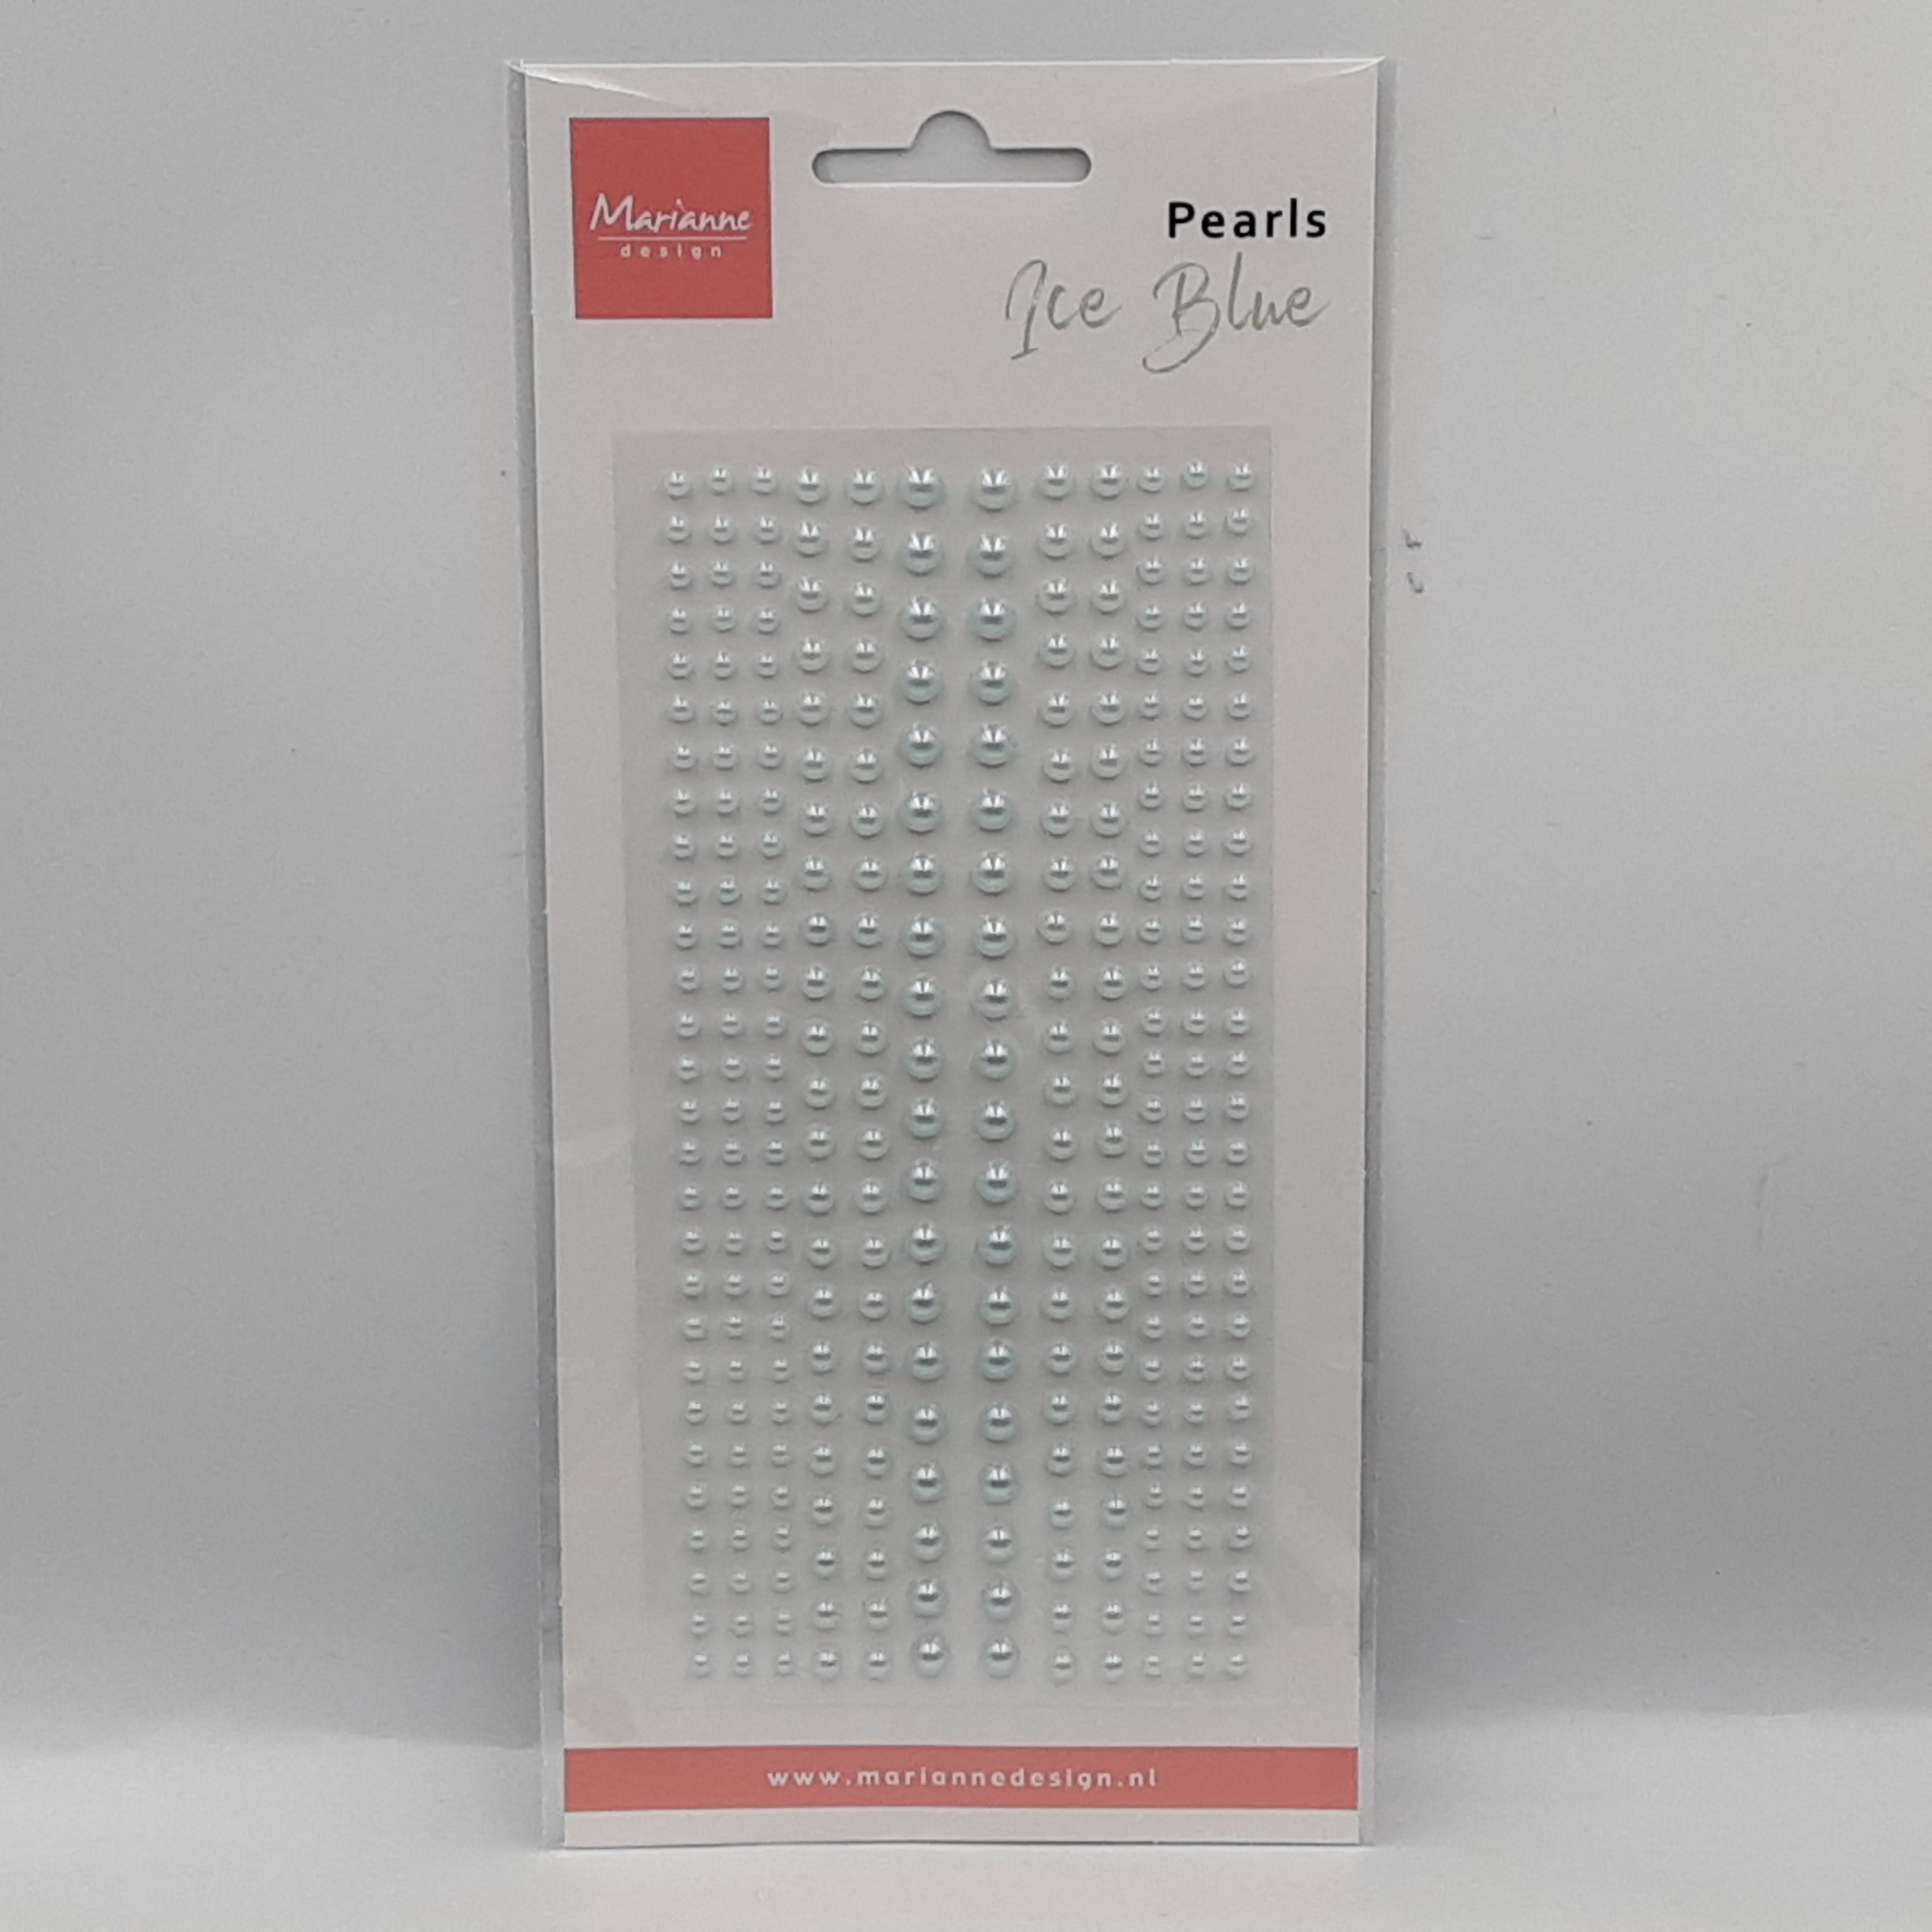 Marianne
design
Pearls
Ice Blue
www.mariannedesign.nl